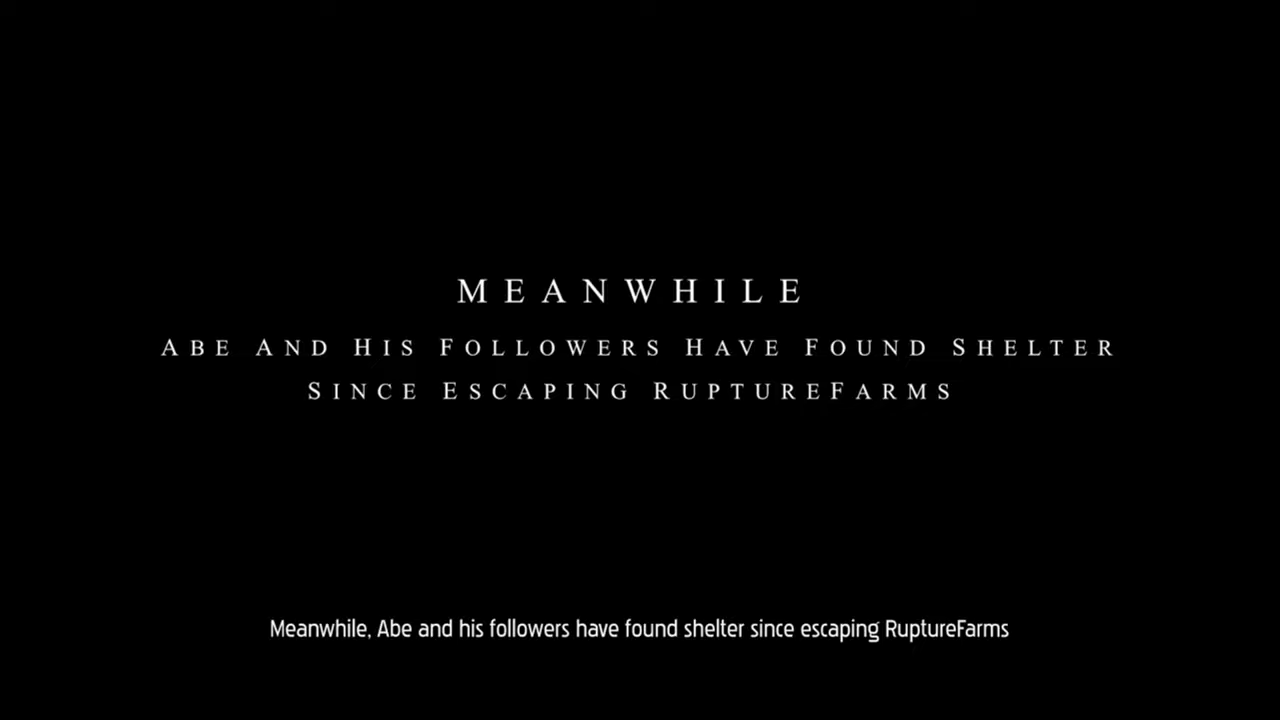 MEANWHILE
ABE AND HIS FOLLOWERS HAVE FOUND SHELTER
SINCE ESCAPING RUPTUREFARMS
Meanwhile, Abe and his followers have found shelter since escaping RuptureFarms